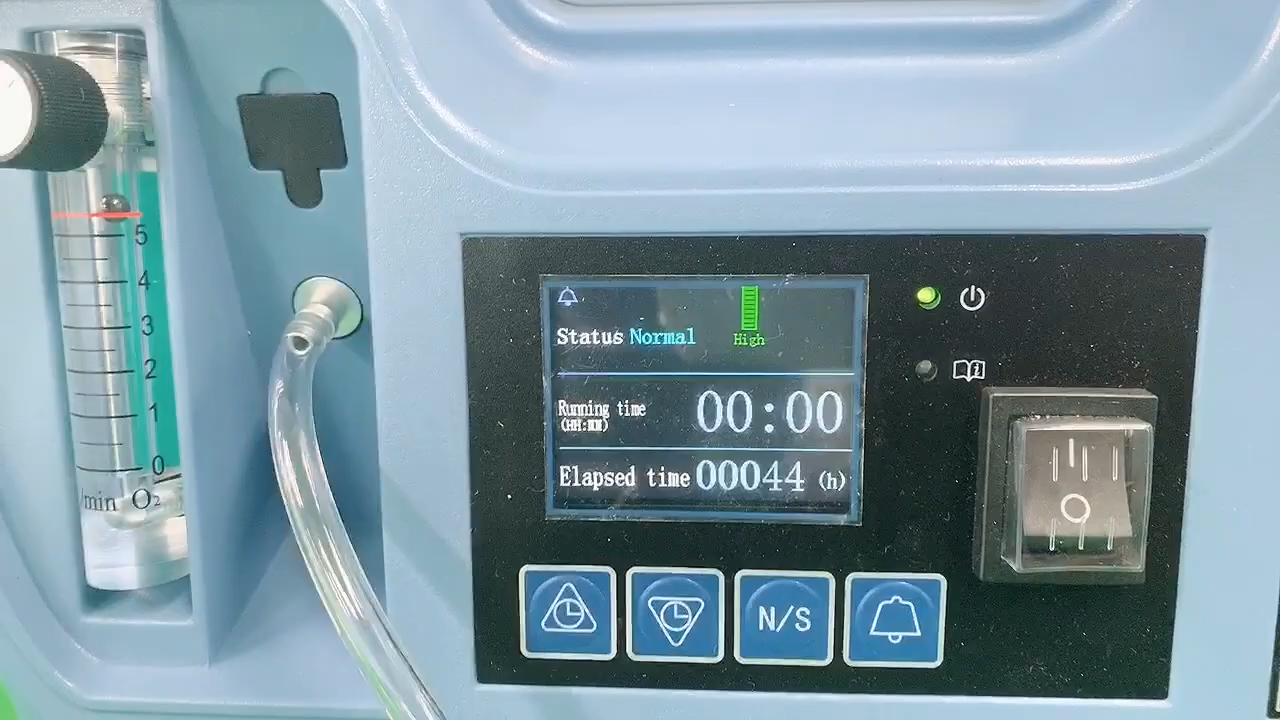 5
4
3
2
1
0
/min O₂
Status Normal
High
Running time
(HH:MM)
00:00
Elapsed time 00044 (h)
N/S